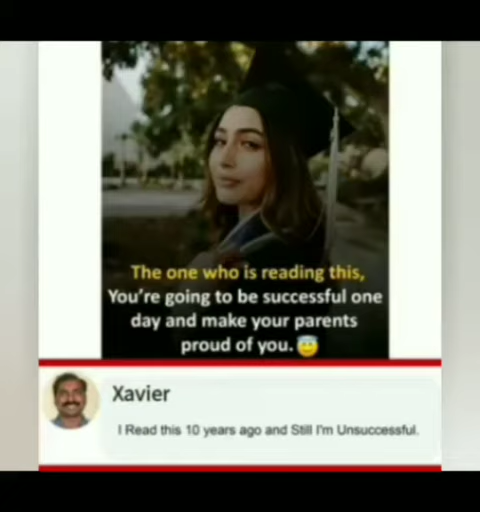 The one who is reading this,
You're going to be successful one
day and make your parents
proud of you. 😇
Xavier
I Read this 10 years ago and Still I'm Unsuccessful.